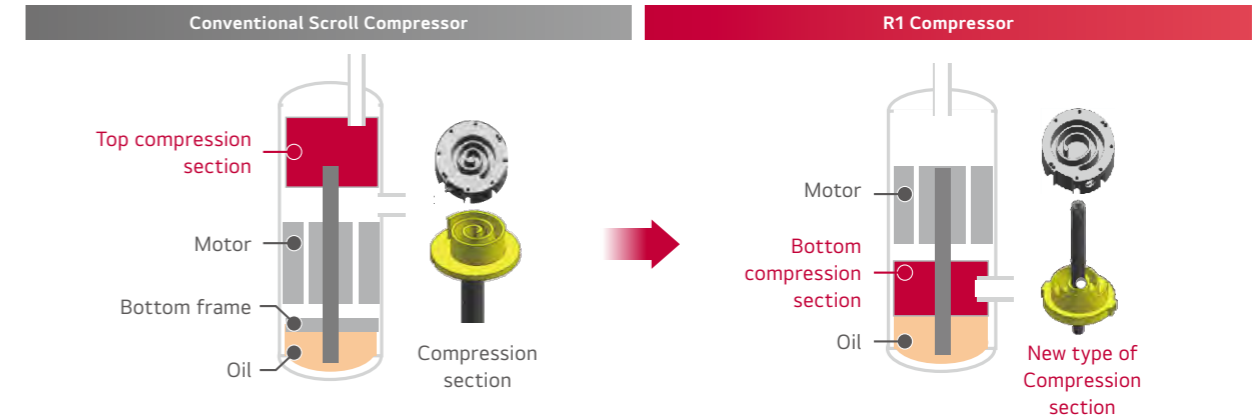 Conventional Scroll Compressor
R1 Compressor
Top compression
section
Motor
Bottom frame
Oil
Compression
section
Motor
Bottom
compression
section
Oil
New type of
Compression
section